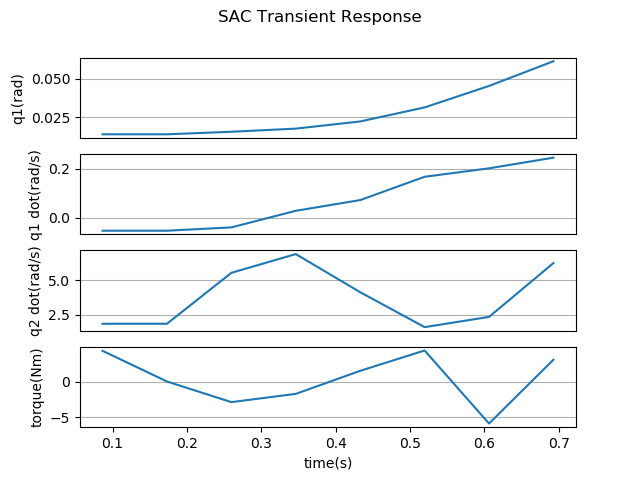 SAC Transient Response
0.050
0.025
q1(rad)
0.2
0.0
q1 dot(rad/s)
5.0
2.5
q2 dot(rad/s)
0
−5
torque(Nm)
0.1 0.2 0.3 0.4 0.5 0.6 0.7
time(s)